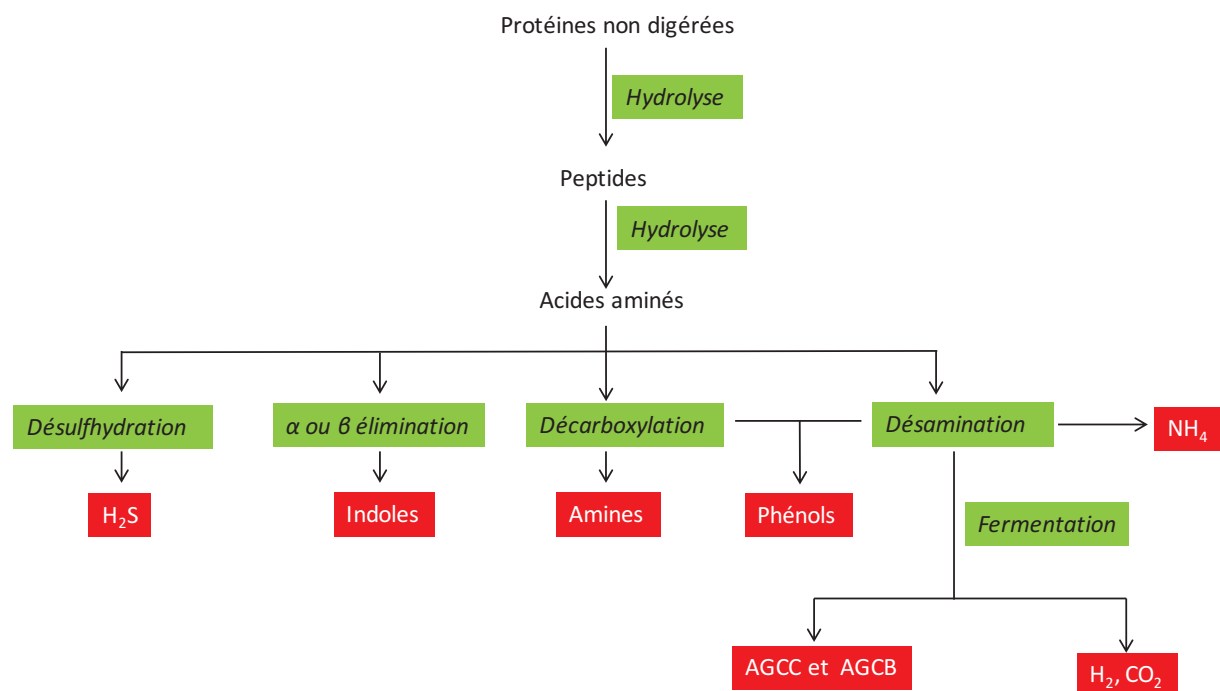 Protéines non digérées
Hydrolyse
Peptides
Hydrolyse
Acides aminés
Désulfhydration
α ou β élimination
Décarboxylation
Désamination
NH₄
H₂S
Indoles
Amines
Phénols
Fermentation
AGCC et AGCB
H₂, CO₂